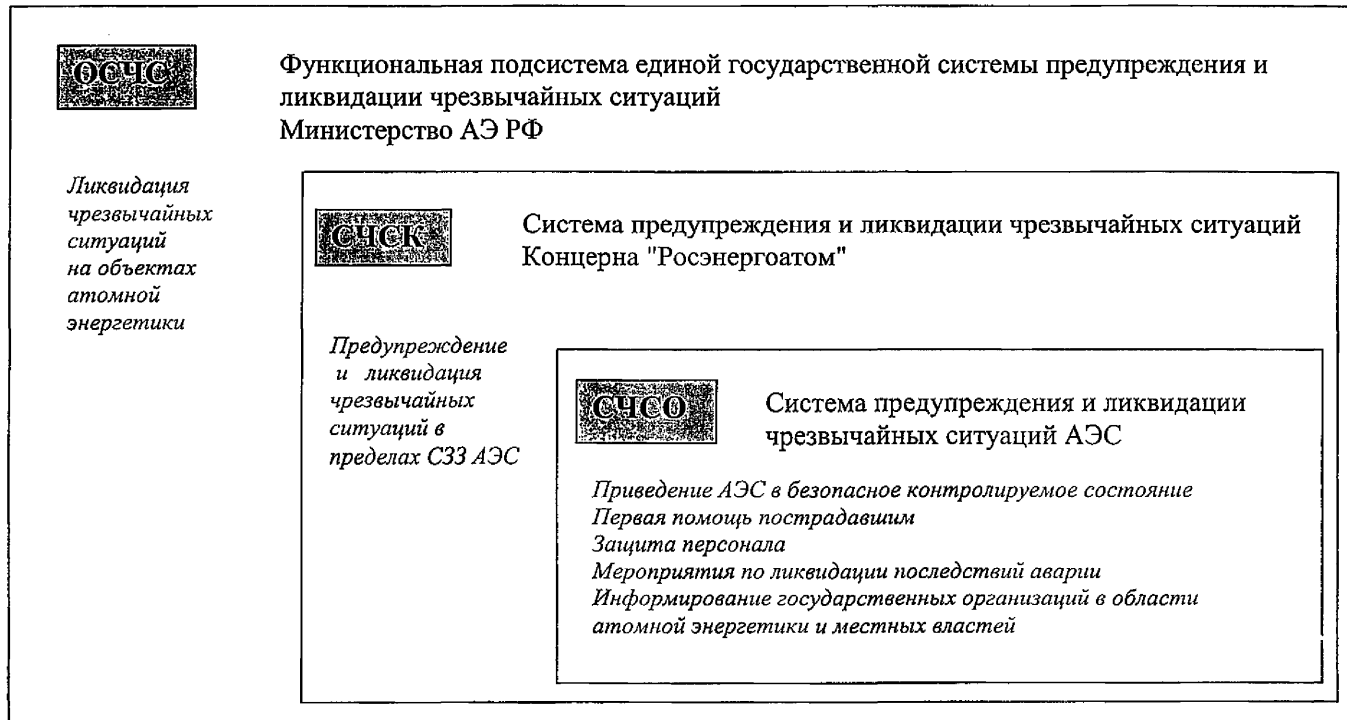 ОСЧС
Функциональная подсистема единой государственной системы предупреждения и
ликвидации чрезвычайных ситуаций
Министерство АЭ РФ
Ликвидация
чрезвычайных
ситуаций
на объектах
атомной
энергетики
СЧСК
Система предупреждения и ликвидации чрезвычайных ситуаций
Концерна "Росэнергоатом"
Предупреждение
и ликвидация
чрезвычайных
ситуаций в
пределах СЗЗ АЭС
СЧСО
Система предупреждения и ликвидации
чрезвычайных ситуаций АЭС
Приведение АЭС в безопасное контролируемое состояние
Первая помощь пострадавшим
Защита персонала
Мероприятия по ликвидации последствий аварии
Информирование государственных организаций в области
атомной энергетики и местных властей